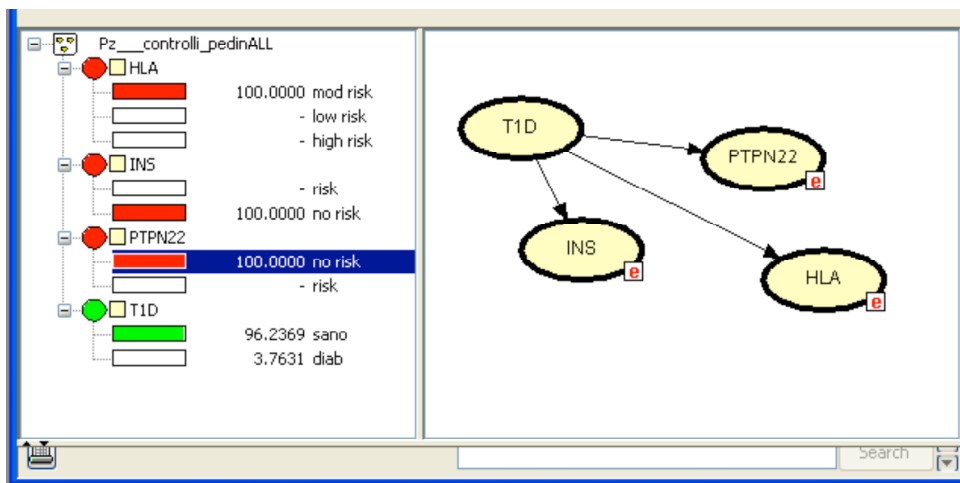 Pz___controlli_pedinALL
HLA
100.0000 mod risk
- low risk
- high risk
INS
- risk
100.0000 no risk
PTPN22
100.0000 no risk
- risk
T1D
96.2369 sano
3.7631 diab
T1D
PTPN22
e
INS
e
HLA
e
Search